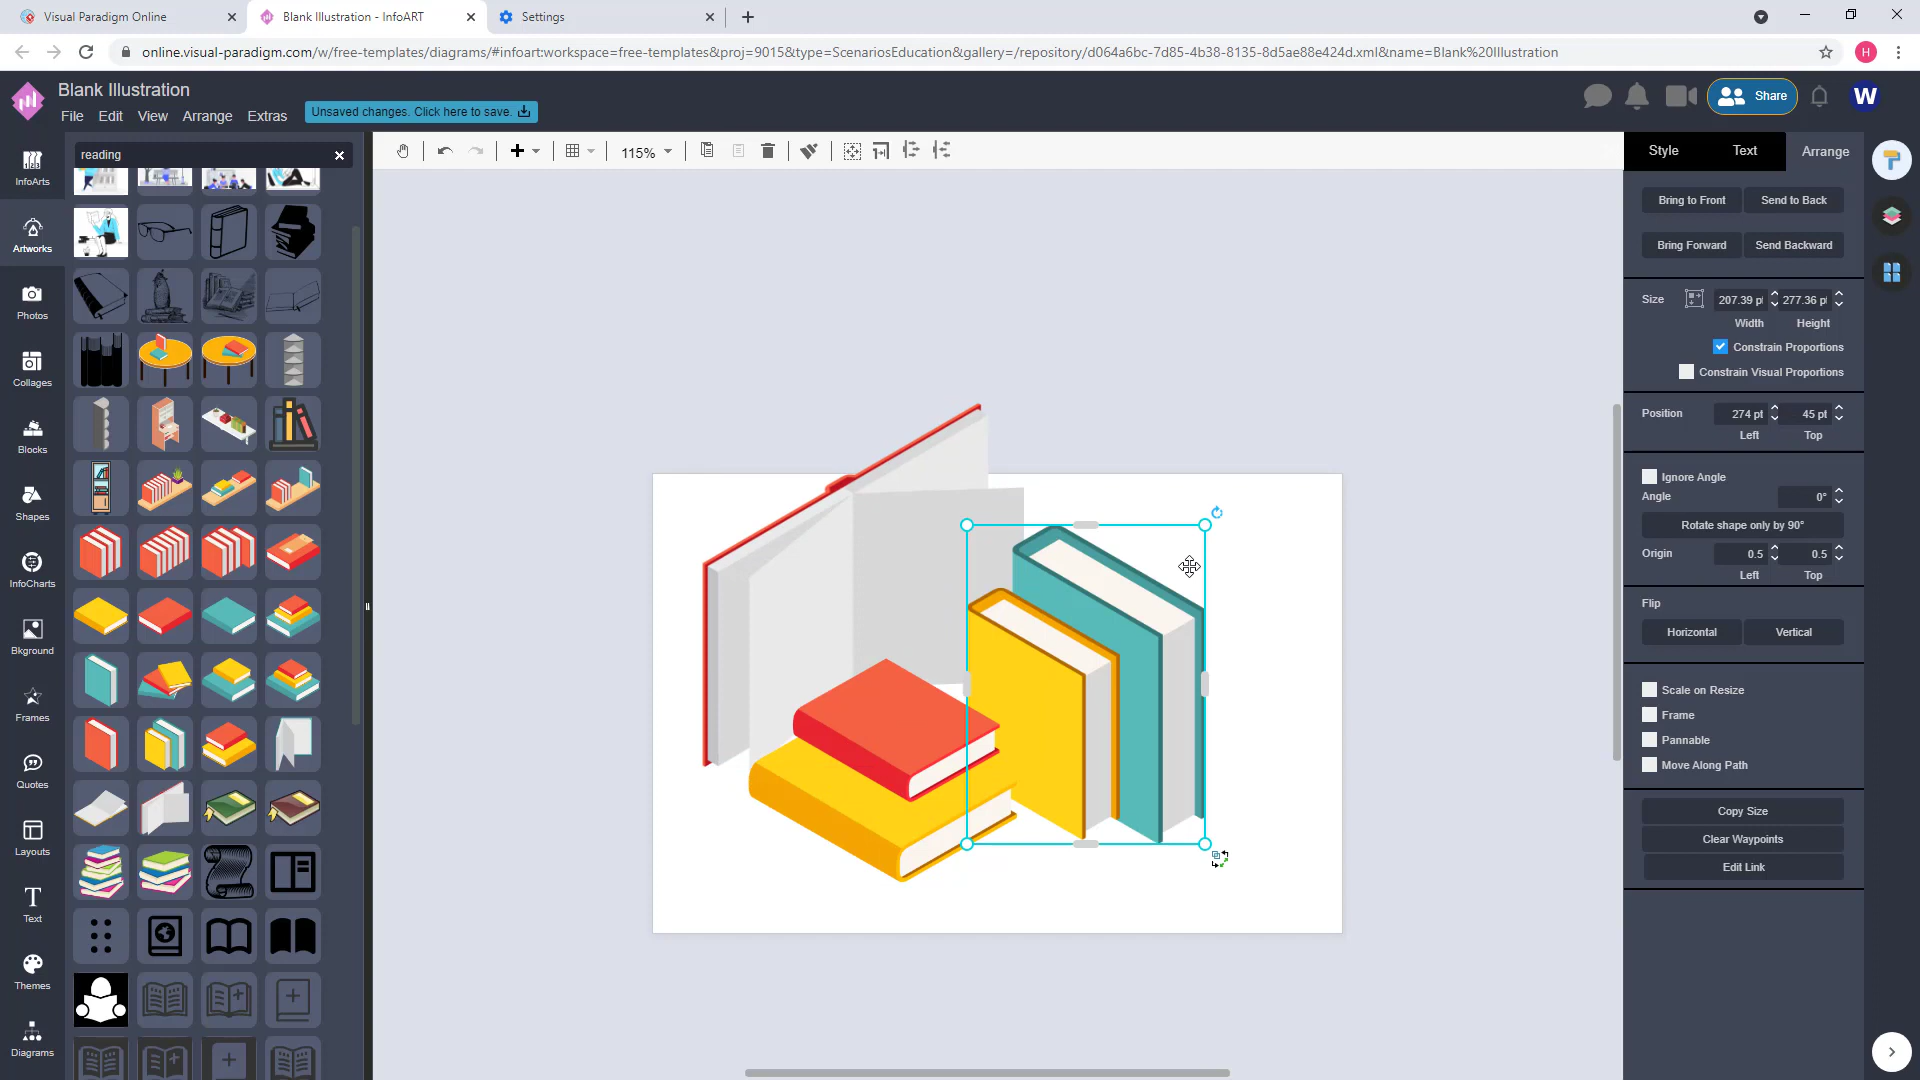 Visual Paradigm Online
Blank Illustration - InfoART
Settings
online.visual-paradigm.com/w/free-templates/diagrams/#infoart:workspace=free-templates&proj=9015&type=ScenariosEducation&gallery=/repository/d064a6bc-7d85-4b38-8135-8d5ae88e424d.xml&name=Blank%20Illustration
H
Blank Illustration
File Edit View Arrange Extras
Unsaved changes. Click here to save.
Share
W
InfoArts
Artworks
Photos
Collages
Blocks
Shapes
InfoCharts
Bkground
Frames
Quotes
Layouts
Text
Themes
Diagrams
reading
115%
Style Text Arrange
Bring to Front Send to Back
Bring Forward Send Backward
Size 207.39 pt 277.36 pt
Width Height
Constrain Proportions
Constrain Visual Proportions
Position 274 pt 45 pt
Left Top
Ignore Angle
Angle 0°
Rotate shape only by 90°
Origin 0.5 0.5
Left Top
Flip
Horizontal Vertical
Scale on Resize
Frame
Pannable
Move Along Path
Copy Size
Clear Waypoints
Edit Link